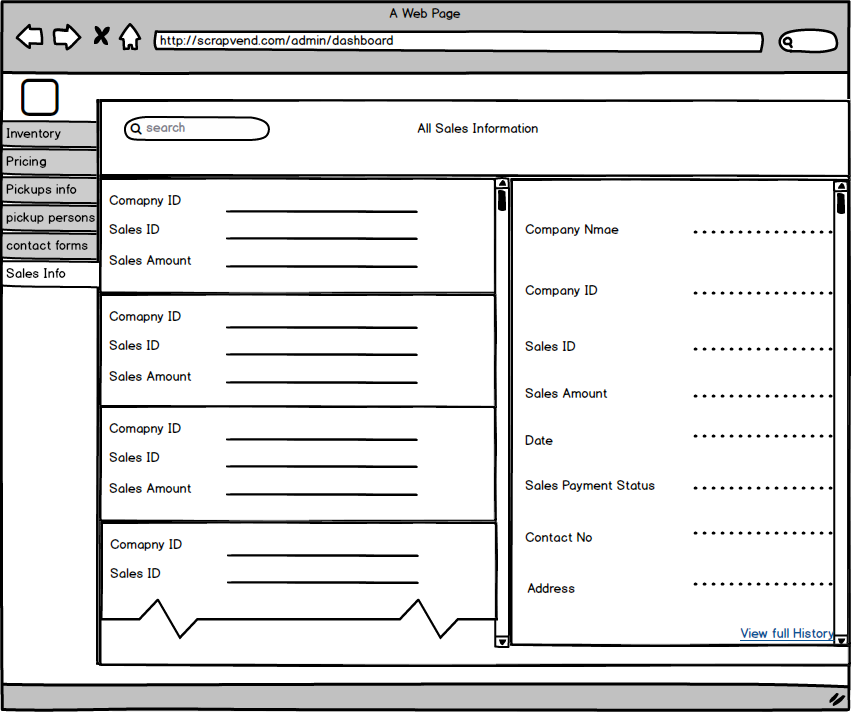 A Web Page
http://scrapvend.com/admin/dashboard
Inventory
Pricing
Pickups info
pickup persons
contact forms
Sales Info
search
All Sales Information
Comapny ID
Sales ID
Sales Amount
Comapny ID
Sales ID
Sales Amount
Comapny ID
Sales ID
Sales Amount
Comapny ID
Sales ID
Company Nmae
Company ID
Sales ID
Sales Amount
Date
Sales Payment Status
Contact No
Address
View full History